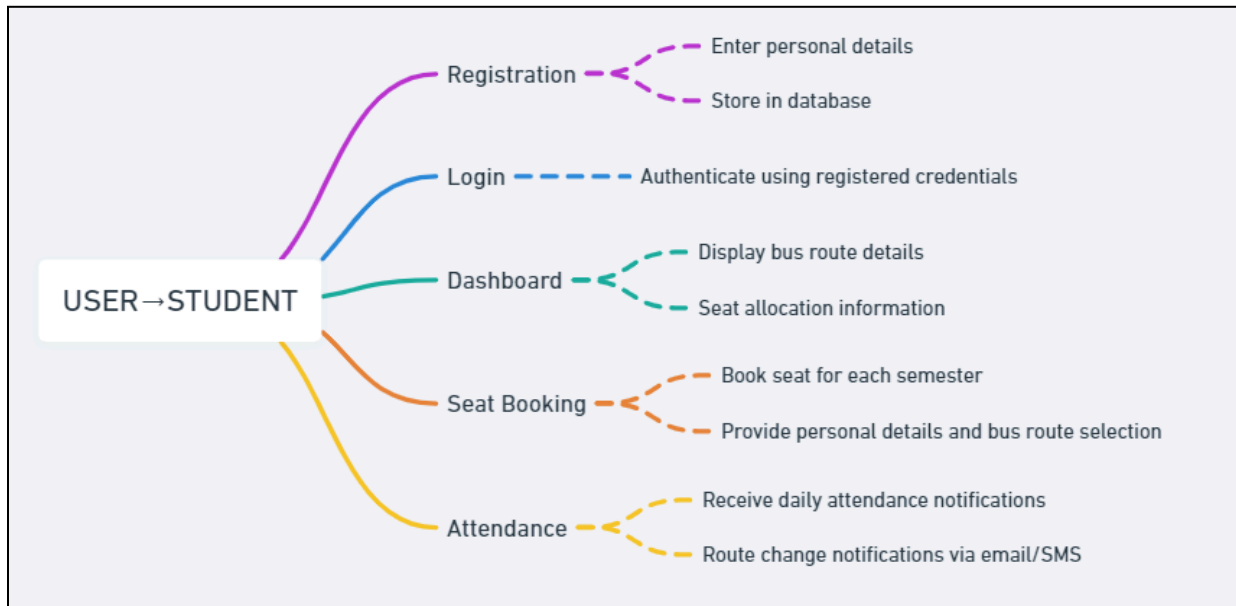 USER→STUDENT
Registration
Enter personal details
Store in database
Login
Authenticate using registered credentials
Dashboard
Display bus route details
Seat allocation information
Seat Booking
Book seat for each semester
Provide personal details and bus route selection
Attendance
Receive daily attendance notifications
Route change notifications via email/SMS